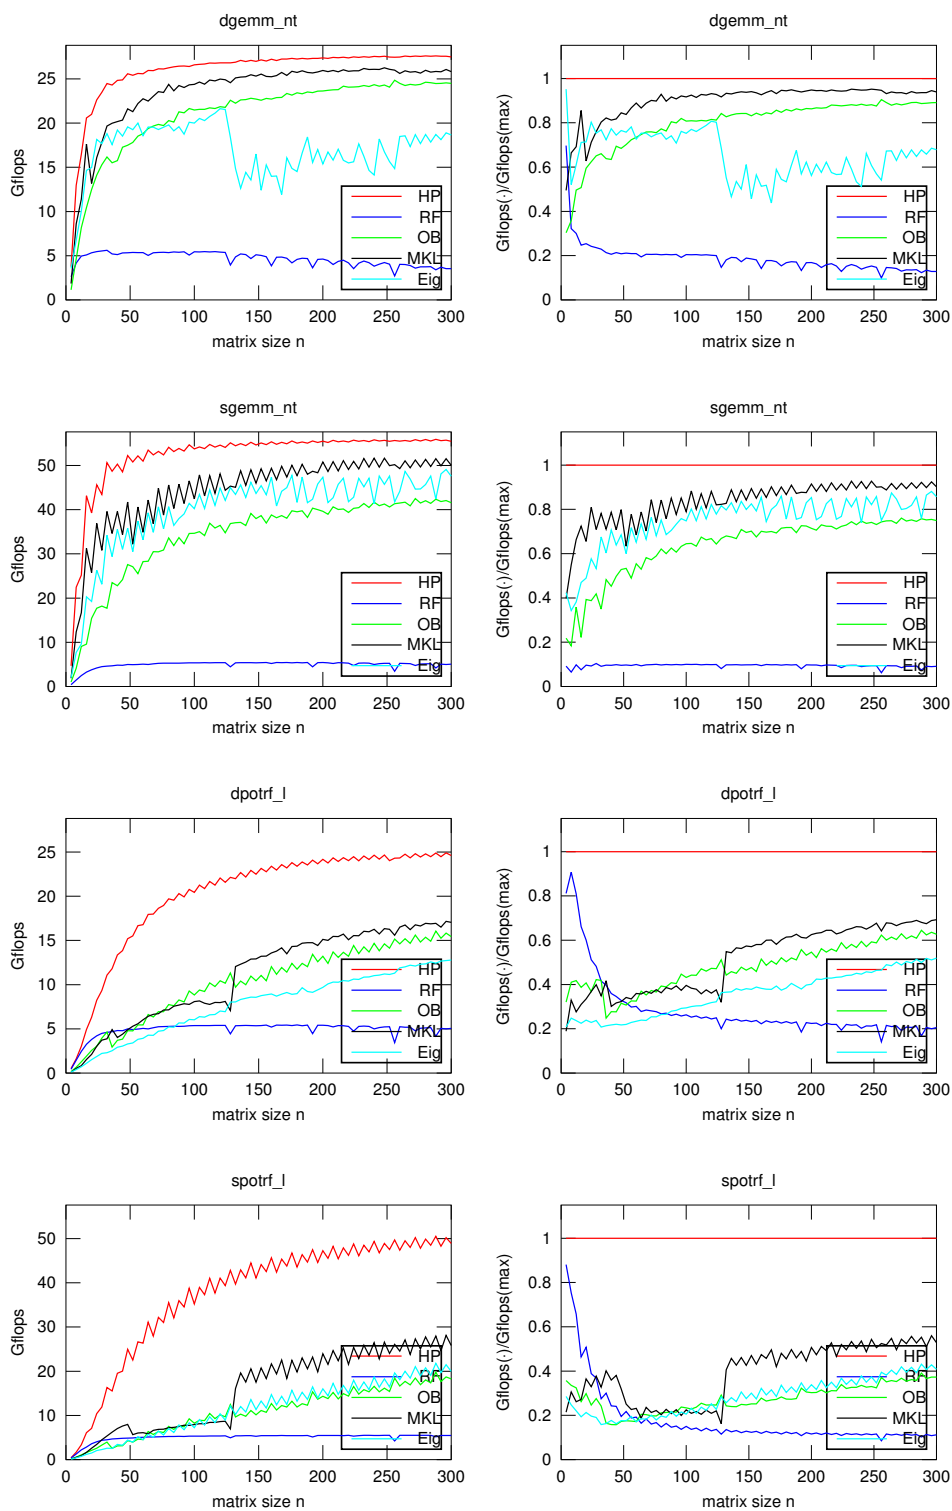 dgemm_nt
25
20
15
10
5
0
Gflops
HP
RF
OB
MKL
Eig
0 50 100 150 200 250 300
matrix size n
dgemm_nt
1
0.8
0.6
0.4
0.2
0
Gflops(·)/Gflops(max)
HP
RF
OB
MKL
Eig
0 50 100 150 200 250 300
matrix size n
sgemm_nt
50
40
30
20
10
0
Gflops
HP
RF
OB
MKL
Eig
0 50 100 150 200 250 300
matrix size n
sgemm_nt
1
0.8
0.6
0.4
0.2
0
Gflops(·)/Gflops(max)
HP
RF
OB
MKL
Eig
0 50 100 150 200 250 300
matrix size n
dpotrf_l
25
20
15
10
5
0
Gflops
HP
RF
OB
MKL
Eig
0 50 100 150 200 250 300
matrix size n
dpotrf_l
1
0.8
0.6
0.4
0.2
0
Gflops(·)/Gflops(max)
HP
RF
OB
MKL
Eig
0 50 100 150 200 250 300
matrix size n
spotrf_l
50
40
30
20
10
0
Gflops
HP
RF
OB
MKL
Eig
0 50 100 150 200 250 300
matrix size n
spotrf_l
1
0.8
0.6
0.4
0.2
0
Gflops(·)/Gflops(max)
HP
RF
OB
MKL
Eig
0 50 100 150 200 250 300
matrix size n